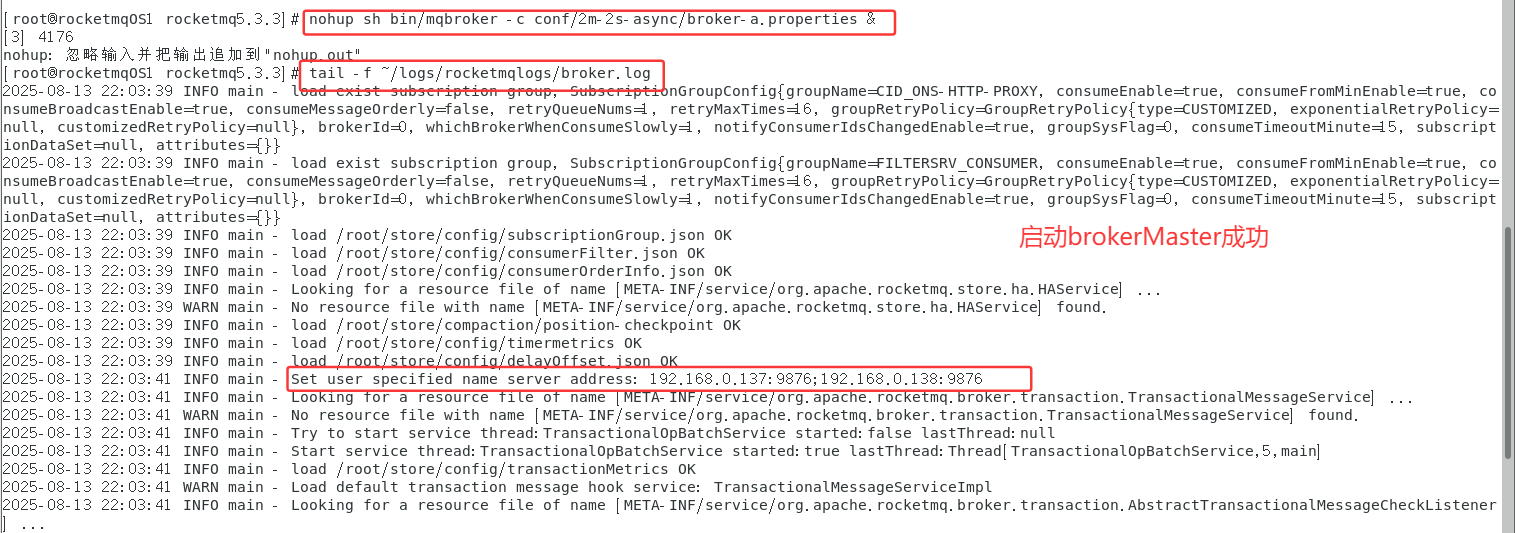 [root@rocketmqOS1 rocketmq5.3.3]# nohup sh bin/mqbroker -c conf/2m-2s-async/broker-a.properties &
[3] 4176
nohup: 忽略输入并把输出追加到"nohup.out"
[root@rocketmqOS1 rocketmq5.3.3]# tail -f ~/logs/rocketmqlogs/broker.log
2025-08-13 22:03:39 INFO main - load exist subscription group, SubscriptionGroupConfig{groupName=CID_ONS-HTTP-PROXY, consumeEnable=true, consumeFromMinEnable=true, co
nsumeBroadcastEnable=true, consumeMessageOrderly=false, retryQueueNums=1, retryMaxTimes=16, groupRetryPolicy=GroupRetryPolicy{type=CUSTOMIZED, exponentialRetryPolicy=
null, customizedRetryPolicy=null}, brokerId=0, whichBrokerWhenConsumeSlowly=1, notifyConsumerIdsChangedEnable=true, groupSysFlag=0, consumeTimeoutMinute=15, subscript
ionDataSet=null, attributes={}}
2025-08-13 22:03:39 INFO main - load exist subscription group, SubscriptionGroupConfig{groupName=FILTERSRV_CONSUMER, consumeEnable=true, consumeFromMinEnable=true, co
nsumeBroadcastEnable=true, consumeMessageOrderly=false, retryQueueNums=1, retryMaxTimes=16, groupRetryPolicy=GroupRetryPolicy{type=CUSTOMIZED, exponentialRetryPolicy=
null, customizedRetryPolicy=null}, brokerId=0, whichBrokerWhenConsumeSlowly=1, notifyConsumerIdsChangedEnable=true, groupSysFlag=0, consumeTimeoutMinute=15, subscript
ionDataSet=null, attributes={}}
2025-08-13 22:03:39 INFO main - load /root/store/config/subscriptionGroup.json OK
启动brokerMaster成功
2025-08-13 22:03:39 INFO main - load /root/store/config/consumerFilter.json OK
2025-08-13 22:03:39 INFO main - load /root/store/config/consumerOrderInfo.json OK
2025-08-13 22:03:39 INFO main - Looking for a resource file of name [META-INF/service/org.apache.rocketmq.store.ha.HAService] ...
2025-08-13 22:03:39 WARN main - No resource file with name [META-INF/service/org.apache.rocketmq.store.ha.HAService] found.
2025-08-13 22:03:39 INFO main - load /root/store/compaction/position-checkpoint OK
2025-08-13 22:03:39 INFO main - load /root/store/config/timermetrics OK
2025-08-13 22:03:39 INFO main - load /root/store/config/delayOffset.json OK
2025-08-13 22:03:41 INFO main - Set user specified name server address: 192.168.0.137:9876;192.168.0.138:9876
2025-08-13 22:03:41 INFO main - Looking for a resource file of name [META-INF/service/org.apache.rocketmq.broker.transaction.TransactionalMessageService] ...
2025-08-13 22:03:41 WARN main - No resource file with name [META-INF/service/org.apache.rocketmq.broker.transaction.TransactionalMessageService] found.
2025-08-13 22:03:41 INFO main - Try to start service thread:TransactionalOpBatchService started:false lastThread:null
2025-08-13 22:03:41 INFO main - Start service thread:TransactionalOpBatchService started:true lastThread:Thread[TransactionalOpBatchService,5,main]
2025-08-13 22:03:41 INFO main - load /root/store/config/transactionMetrics OK
2025-08-13 22:03:41 WARN main - Load default transaction message hook service: TransactionalMessageServiceImpl
2025-08-13 22:03:41 INFO main - Looking for a resource file of name [META-INF/service/org.apache.rocketmq.broker.transaction.AbstractTransactionalMessageCheckListener
] ...